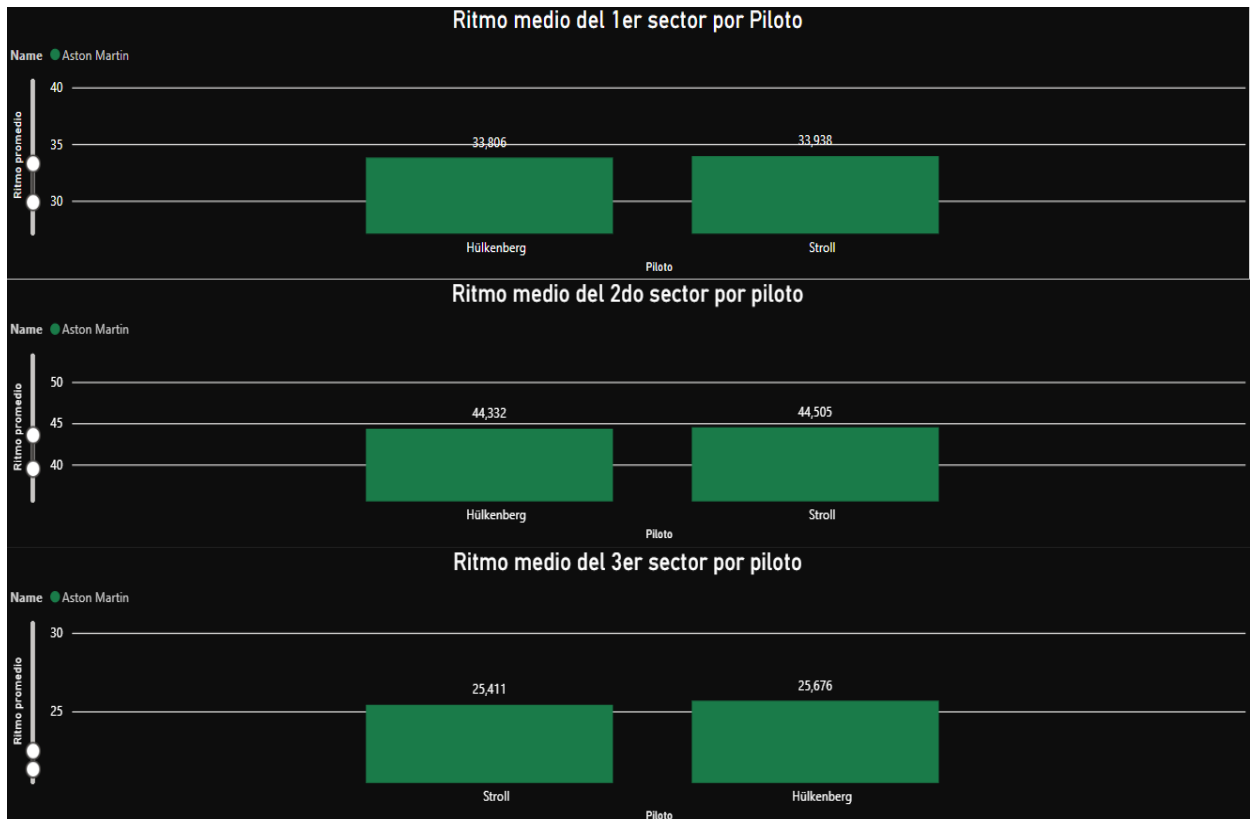 Ritmo medio del 1er sector por Piloto
Name Aston Martin
Ritmo promedio
40
35
30
33,806
33,938
Hülkenberg Stroll
Piloto
Ritmo medio del 2do sector por piloto
Name Aston Martin
Ritmo promedio
50
45
40
44,332
44,505
Hülkenberg Stroll
Piloto
Ritmo medio del 3er sector por piloto
Name Aston Martin
Ritmo promedio
30
25
25,411
25,676
Stroll Hülkenberg
Piloto